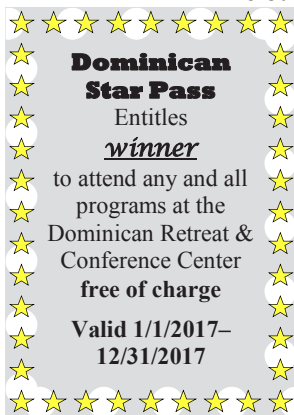 Dominican
Star Pass
Entitles
winner
to attend any and all
programs at the
Dominican Retreat &
Conference Center
free of charge
Valid 1/1/2017–
12/31/2017